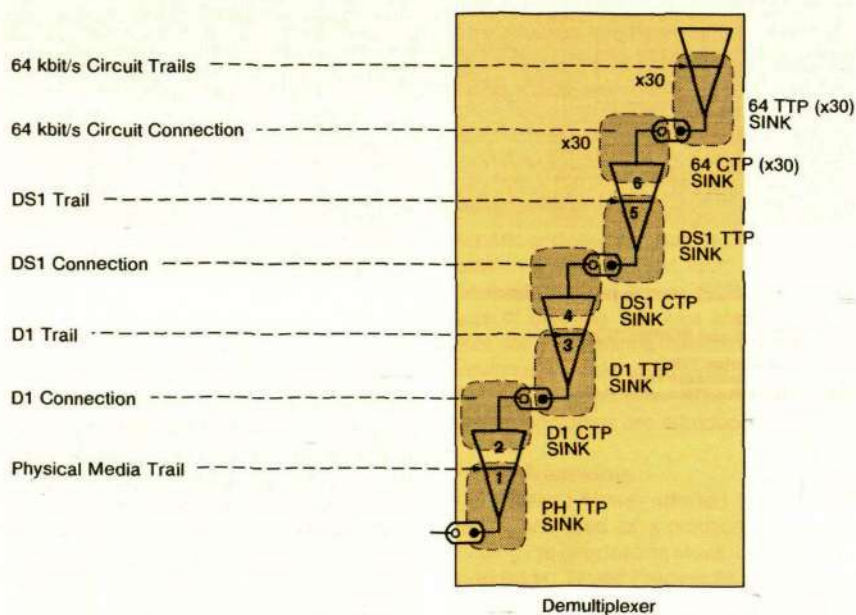 64 kbit/s Circuit Trails
x30
64 TTP (x30)
SINK
64 kbit/s Circuit Connection
x30
64 CTP (x30)
SINK
6
DS1 Trail
5
DS1 TTP
SINK
DS1 Connection
DS1 CTP
SINK
4
D1 Trail
3
D1 TTP
SINK
D1 Connection
D1 CTP
SINK
2
Physical Media Trail
1
PH TTP
SINK
Demultiplexer